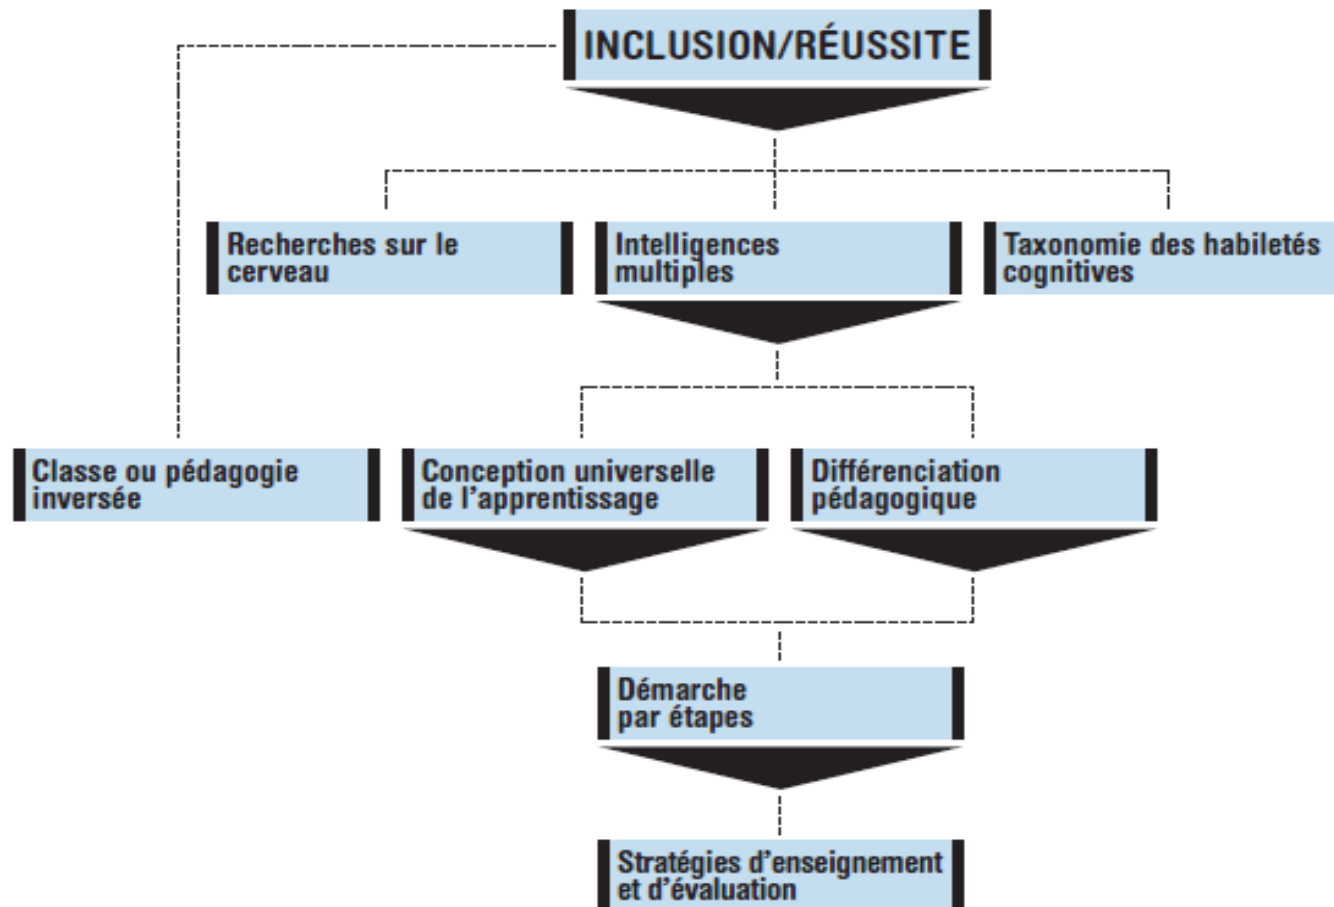 INCLUSION/RÉUSSITE
Recherches sur le
cerveau
Intelligences
multiples
Taxonomie des habiletés
cognitives
Classe ou pédagogie
inversée
Conception universelle
de l'apprentissage
Différenciation
pédagogique
Démarche
par étapes
Stratégies d'enseignement
et d'évaluation